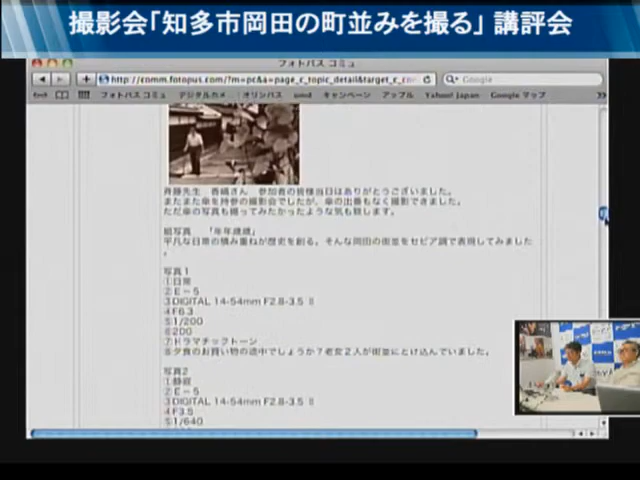 撮影会「知多市岡田の町並みを撮る」 講評会
フォトパス コミュ
http://comm.fotopus.com/?m=pc&a=page_c_topic_detail&target_c_co
Google
フォトパス コミュ デジタルカメ オリンパス キャンペーン アップル Yahoo! Japan Google マップ
斉藤先生 香嶋さん 参加者の皆様当日はありがとうございました。
またまた傘を持参の撮影会でしたが、傘の出番もなく撮影できました。
ただ傘の写真も撮ってみたかったような気も致します。
組写真 「年年歳歳」
平凡な日常の積み重ねが歴史を創る。そんな岡田の街並をセピア調で表現してみました
。
写真1
①日常
②E－5
③DIGITAL 14-54mm F2.8-3.5 Ⅱ
④F6.3
⑤1/200
⑥200
⑦ドラマチックトーン
⑧夕食のお買い物の途中でしょうか？老女2人が街並にとけ込んでいました。
写真2
①静寂
②E－5
③DIGITAL 14-54mm F2.8-3.5 Ⅱ
④F3.5
⑤1/640